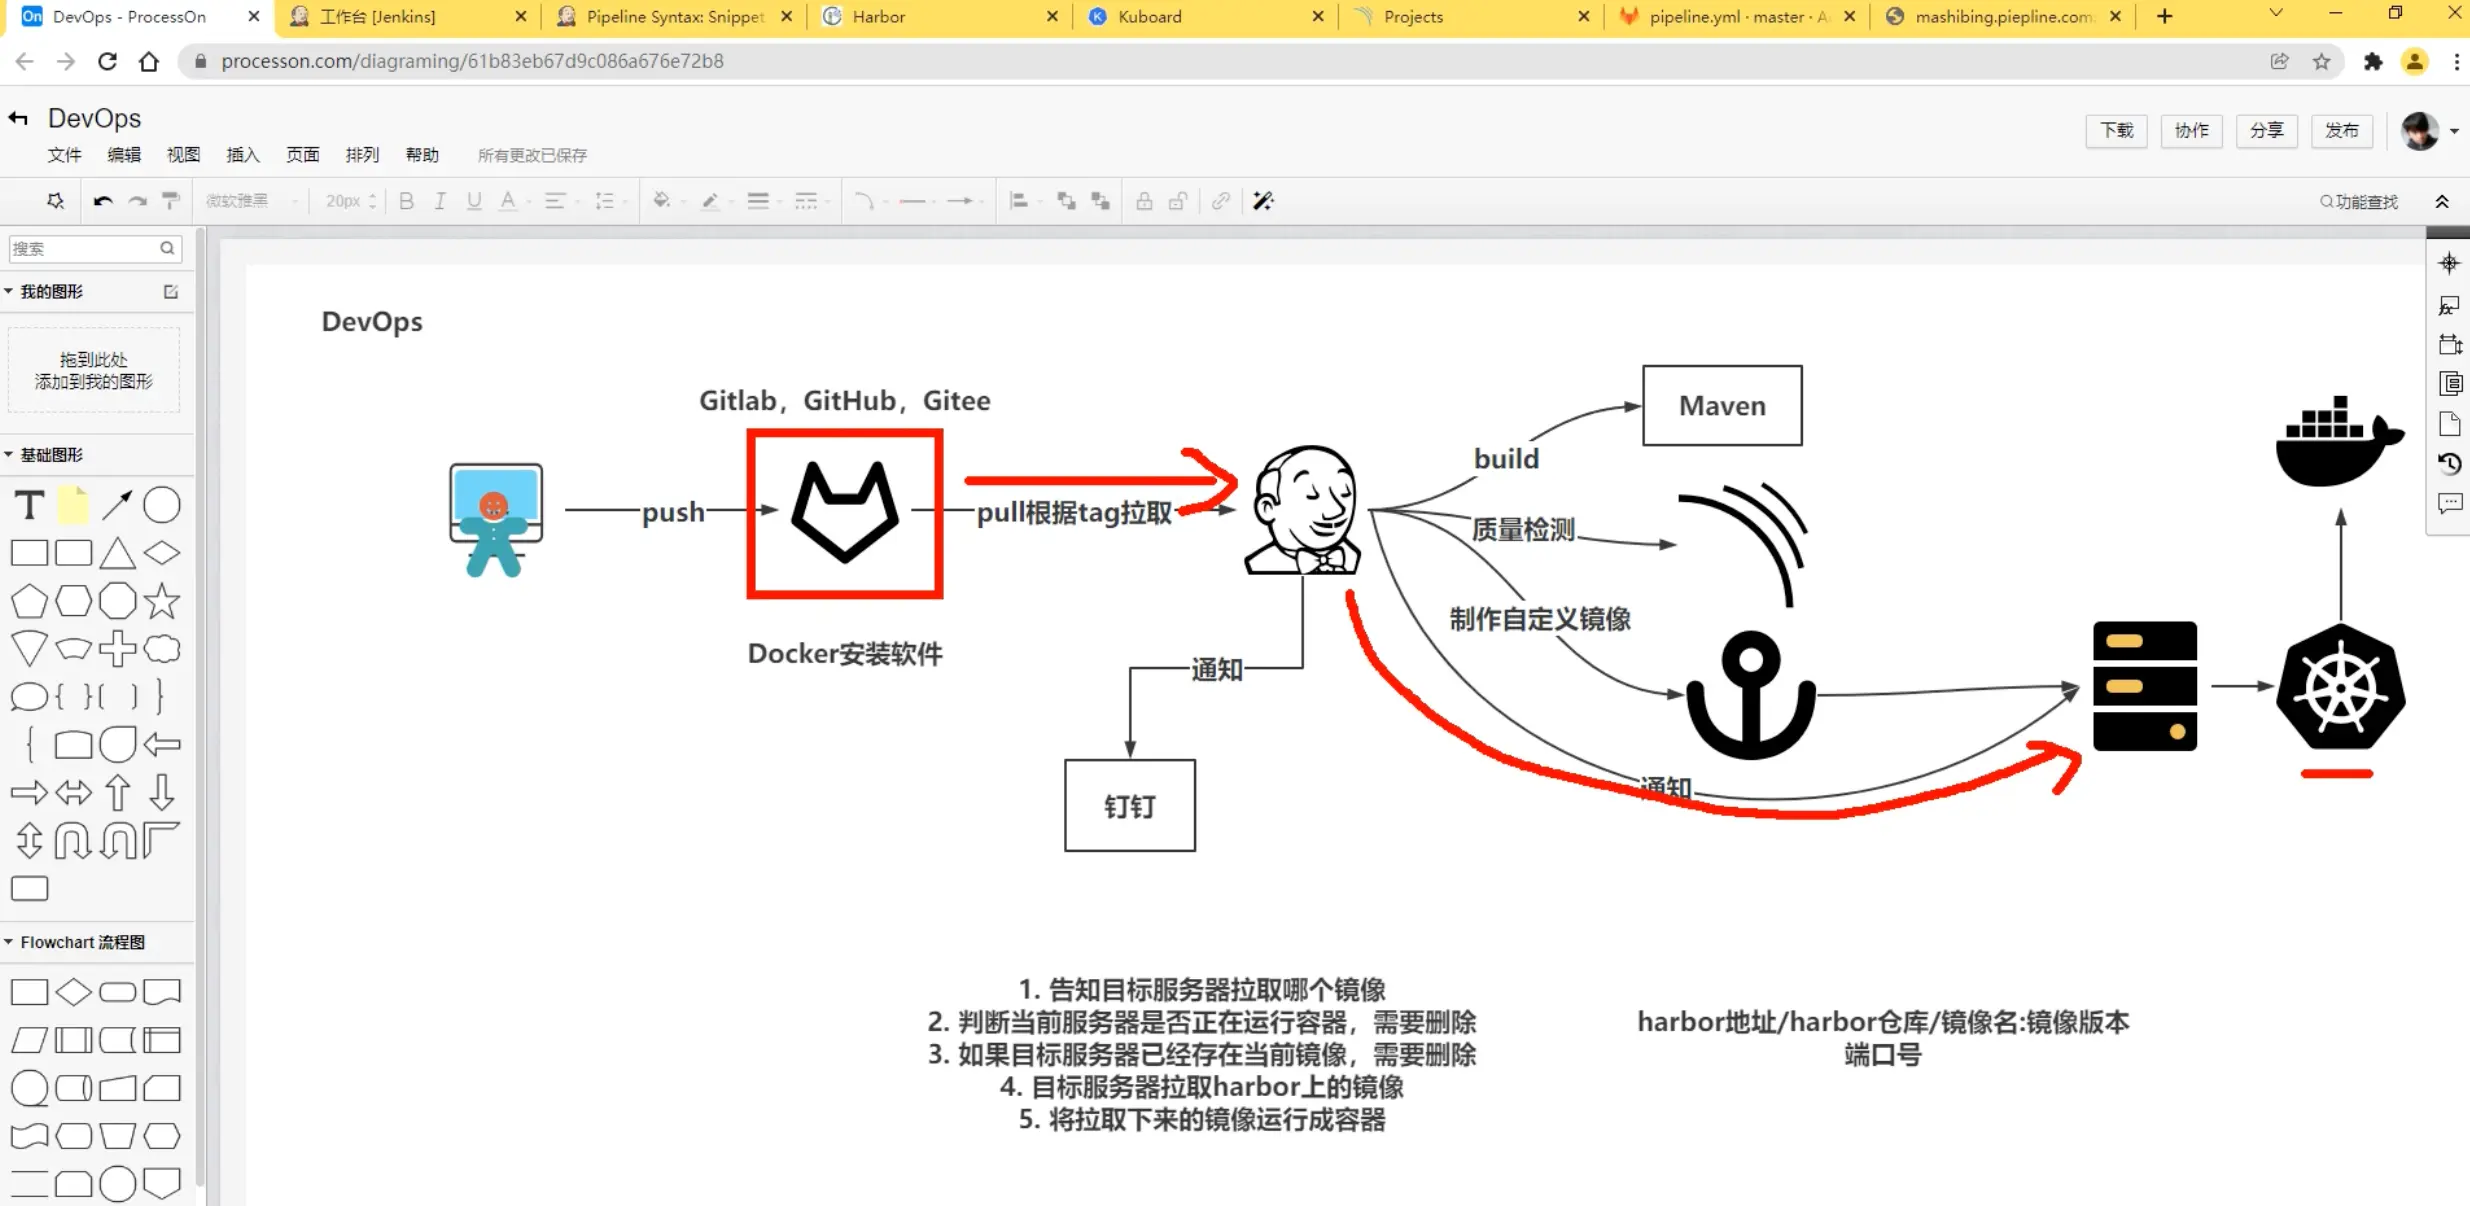 DevOps - ProcessOn
工作台 [Jenkins]
Pipeline Syntax: Snippet
Harbor
Kuboard
Projects
pipeline.yml · master · A
mashibing.piepline.com
processon.com/diagraming/61b83eb67d9c086a676e72b8
DevOps
文件 编辑 视图 插入 页面 排列 帮助 所有更改已保存
下载 协作 分享 发布
微软雅黑 20px B I U A
功能查找
搜索
我的图形
拖到此处
添加到我的图形
基础图形
T
Flowchart 流程图
DevOps
Gitlab，GitHub，Gitee
Maven
build
push
pull根据tag拉取
质量检测
制作自定义镜像
Docker安装软件
通知
通知
钉钉
1. 告知目标服务器拉取哪个镜像
2. 判断当前服务器是否正在运行容器，需要删除
3. 如果目标服务器已经存在当前镜像，需要删除
4. 目标服务器拉取harbor上的镜像
5. 将拉取下来的镜像运行成容器
harbor地址/harbor仓库/镜像名:镜像版本
端口号